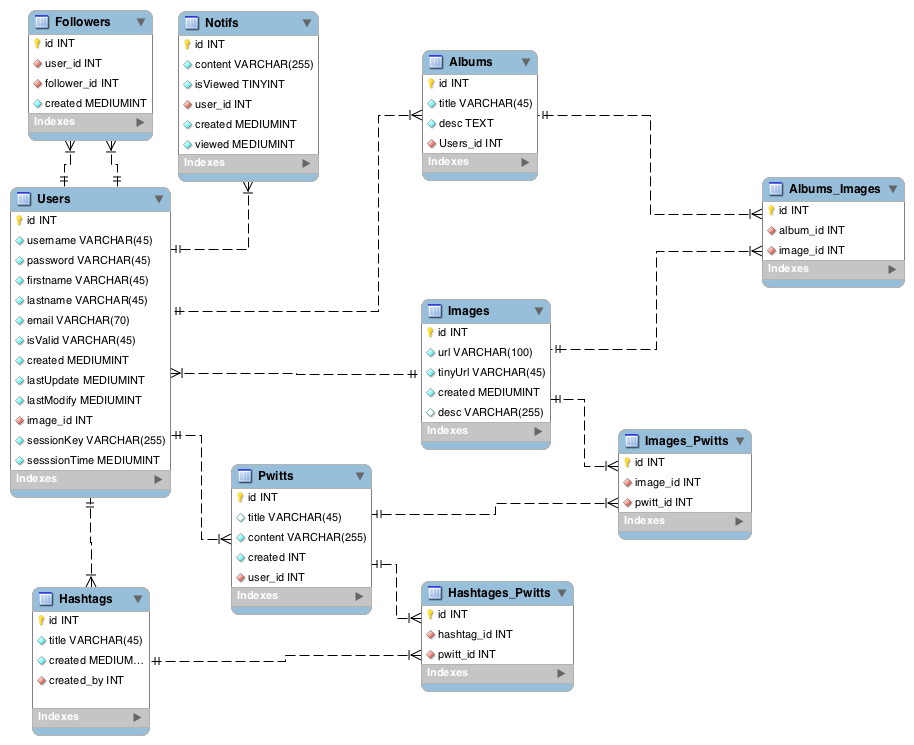 Followers
id INT
user_id INT
follower_id INT
created MEDIUMINT
Indexes
Notifs
id INT
content VARCHAR(255)
isViewed TINYINT
user_id INT
created MEDIUMINT
viewed MEDIUMINT
Indexes
Albums
id INT
title VARCHAR(45)
desc TEXT
Users_id INT
Indexes
Albums_Images
id INT
album_id INT
image_id INT
Indexes
Users
id INT
username VARCHAR(45)
password VARCHAR(45)
firstname VARCHAR(45)
lastname VARCHAR(45)
email VARCHAR(70)
isValid VARCHAR(45)
created MEDIUMINT
lastUpdate MEDIUMINT
lastModify MEDIUMINT
image_id INT
sessionKey VARCHAR(255)
sesssionTime MEDIUMINT
Indexes
Images
id INT
url VARCHAR(100)
tinyUrl VARCHAR(45)
created MEDIUMINT
desc VARCHAR(255)
Indexes
Images_Pwitts
id INT
image_id INT
pwitt_id INT
Indexes
Pwitts
id INT
title VARCHAR(45)
content VARCHAR(255)
created INT
user_id INT
Indexes
Hashtages_Pwitts
id INT
hashtag_id INT
pwitt_id INT
Indexes
Hashtags
id INT
title VARCHAR(45)
created MEDIUM...
created_by INT
Indexes